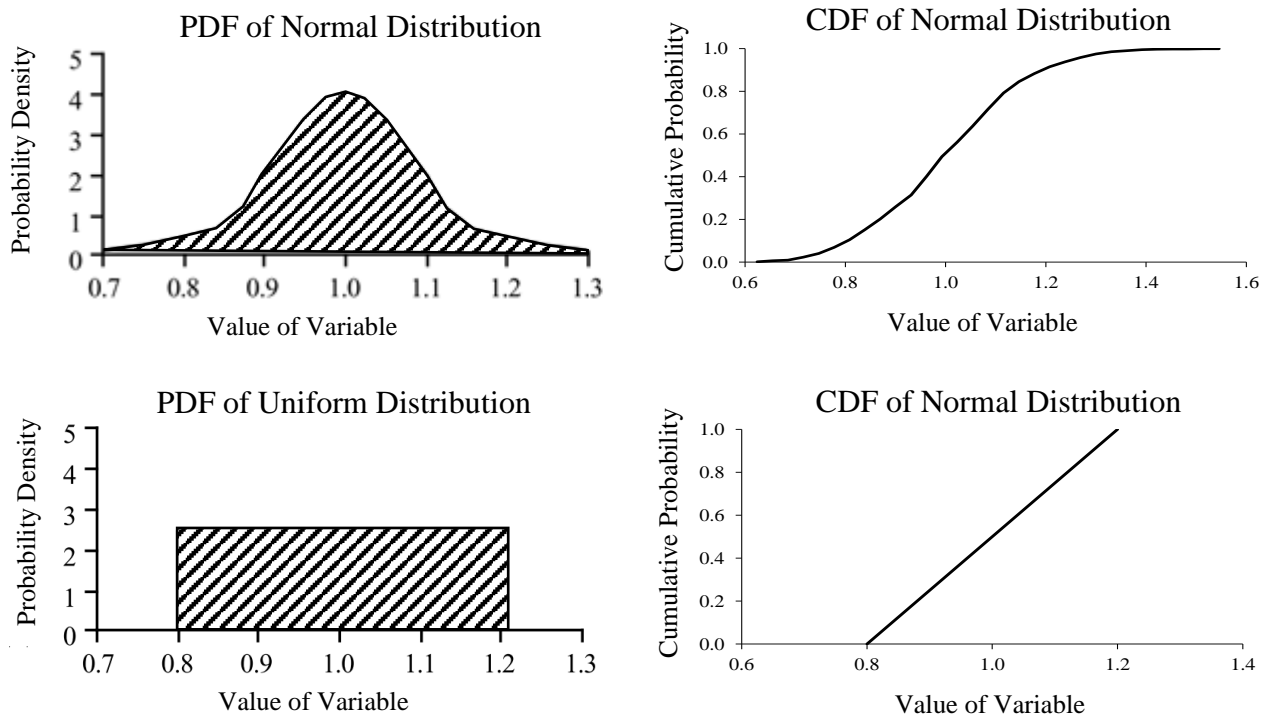 PDF of Normal Distribution
Probability Density
5
4
3
2
1
0
0.7 0.8 0.9 1.0 1.1 1.2 1.3
Value of Variable
CDF of Normal Distribution
Cumulative Probability
1.0
0.8
0.6
0.4
0.2
0.0
0.6 0.8 1.0 1.2 1.4 1.6
Value of Variable
PDF of Uniform Distribution
Probability Density
5
4
3
2
1
0
0.7 0.8 0.9 1.0 1.1 1.2 1.3
Value of Variable
CDF of Normal Distribution
Cumulative Probability
1.0
0.8
0.6
0.4
0.2
0.0
0.6 0.8 1.0 1.2 1.4
Value of Variable